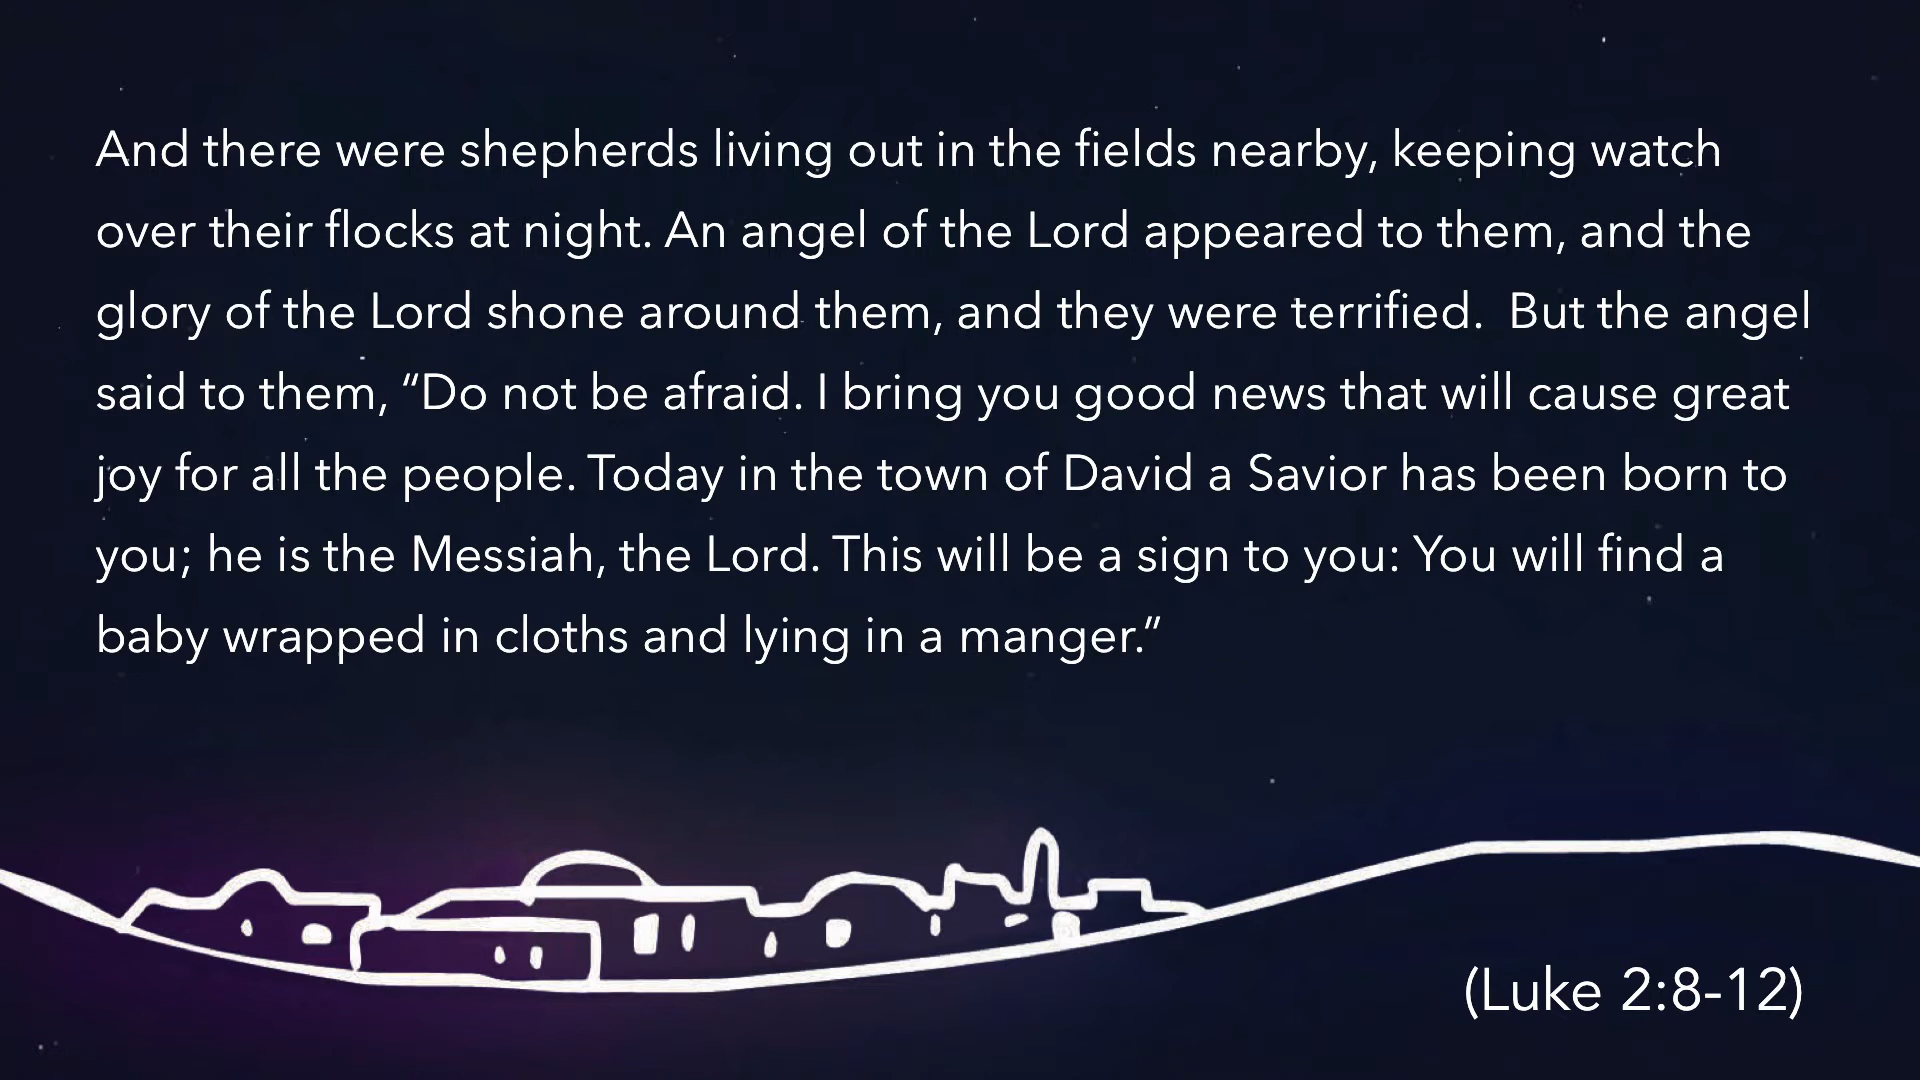 And there were shepherds living out in the fields nearby, keeping watch
over their flocks at night. An angel of the Lord appeared to them, and the
glory of the Lord shone around them, and they were terrified.  But the angel
said to them, “Do not be afraid. I bring you good news that will cause great
joy for all the people. Today in the town of David a Savior has been born to
you; he is the Messiah, the Lord. This will be a sign to you: You will find a
baby wrapped in cloths and lying in a manger.”
(Luke 2:8-12)